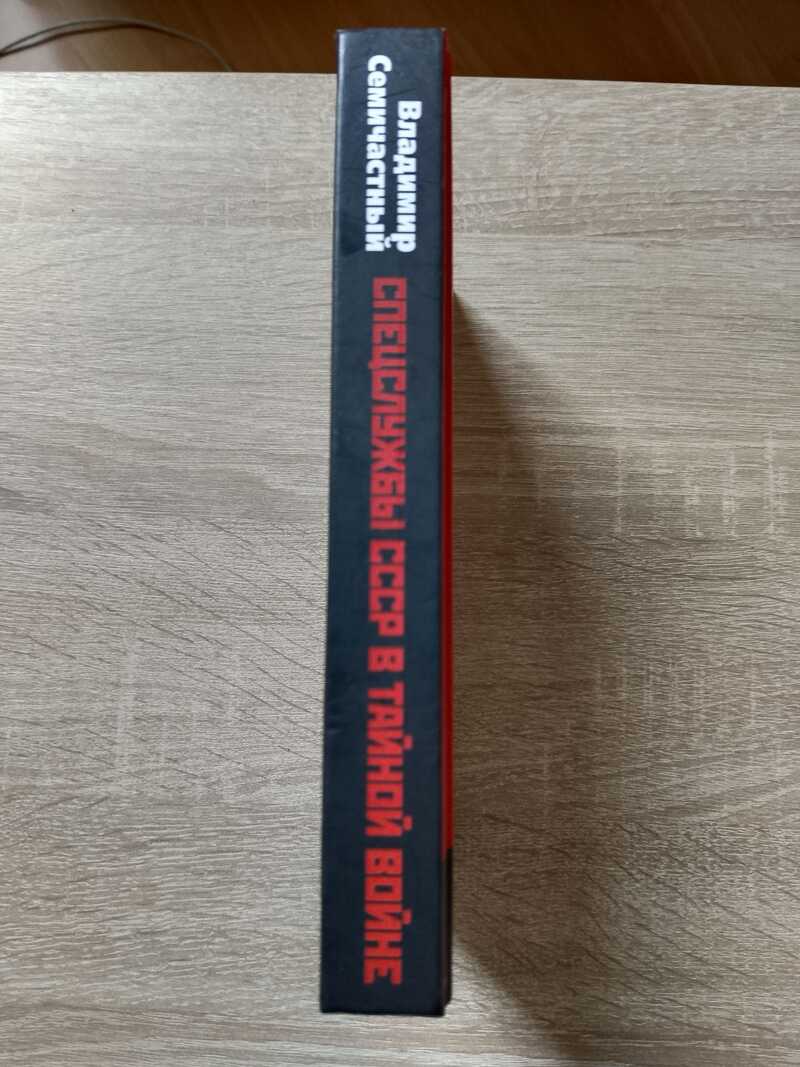 Владимир
Семичастный
СПЕЦСЛУЖБЫ СССР В ТАЙНОЙ ВОЙНЕ